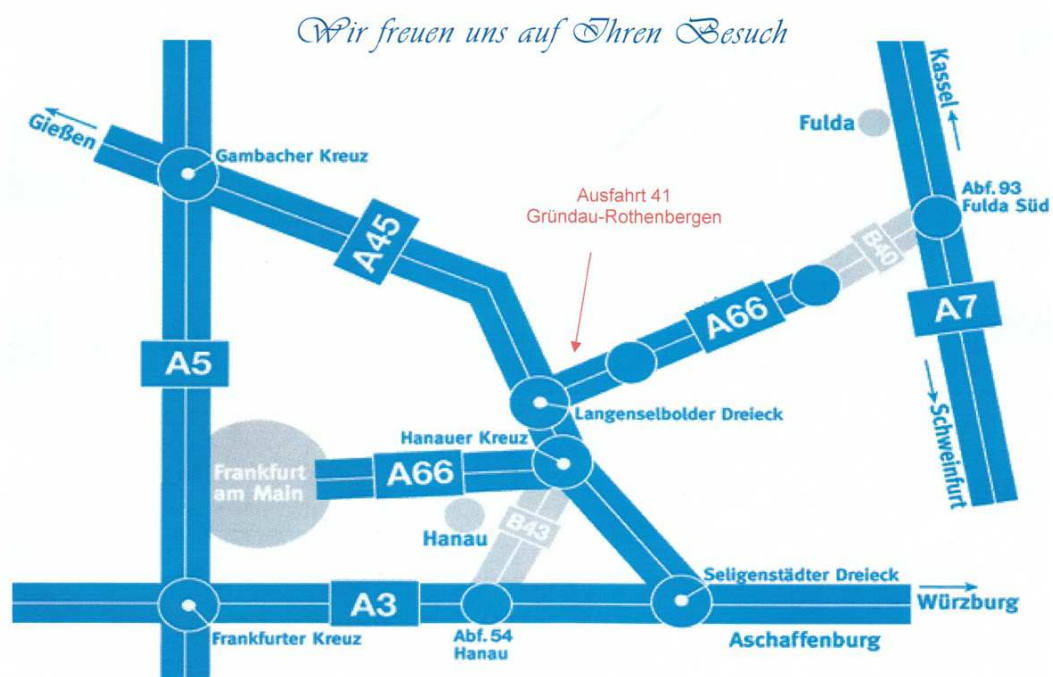 Wir freuen uns auf Ihren Besuch
Gießen
Gambacher Kreuz
Kassel
Fulda
Ausfahrt 41
Gründau-Rothenbergen
Abf. 93
Fulda Süd
A45
B40
A66
A7
A5
Langenselbolder Dreieck
Hanauer Kreuz
Schweinfurt
Frankfurt
am Main
A66
B43
Hanau
Seligenstädter Dreieck
A3
Würzburg
Frankfurter Kreuz
Abf. 54
Hanau
Aschaffenburg